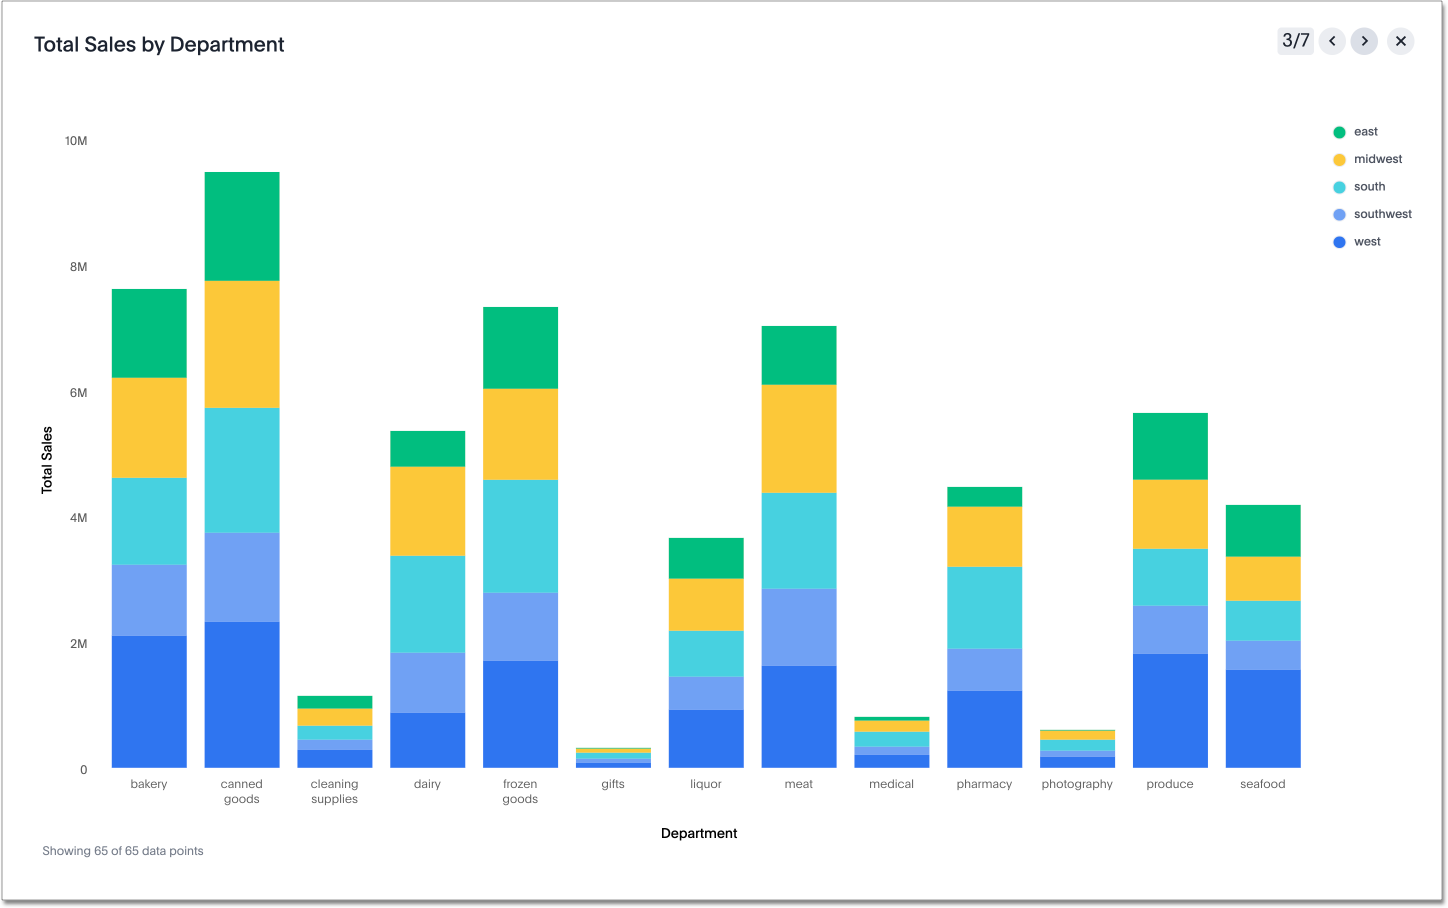 Total Sales by Department
3/7
10M
8M
6M
4M
2M
0
Total Sales
east
midwest
south
southwest
west
bakery
canned
goods
cleaning
supplies
dairy
frozen
goods
gifts
liquor
meat
medical
pharmacy
photography
produce
seafood
Department
Showing 65 of 65 data points